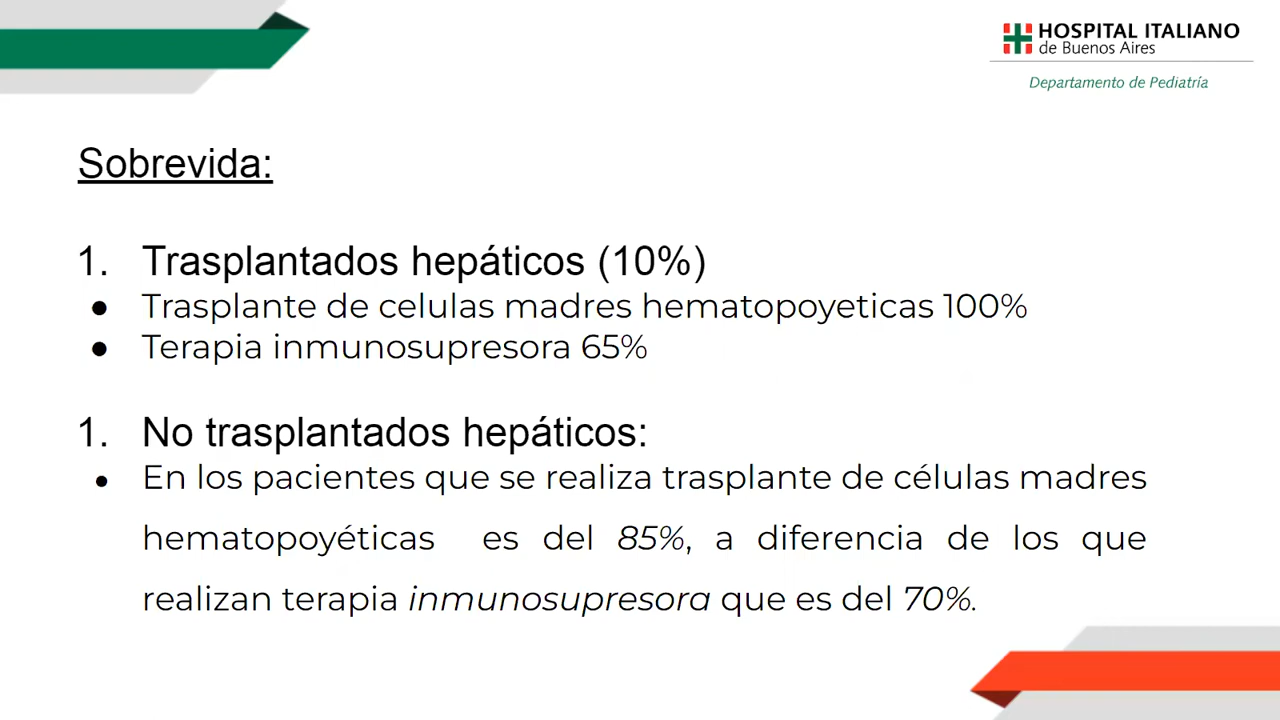 HOSPITAL ITALIANO
de Buenos Aires
Departamento de Pediatría
Sobrevida:
1. Trasplantados hepáticos (10%)
● Trasplante de celulas madres hematopoyeticas 100%
● Terapia inmunosupresora 65%
1. No trasplantados hepáticos:
● En los pacientes que se realiza trasplante de células madres
hematopoyéticas es del 85%, a diferencia de los que
realizan terapia inmunosupresora que es del 70%.